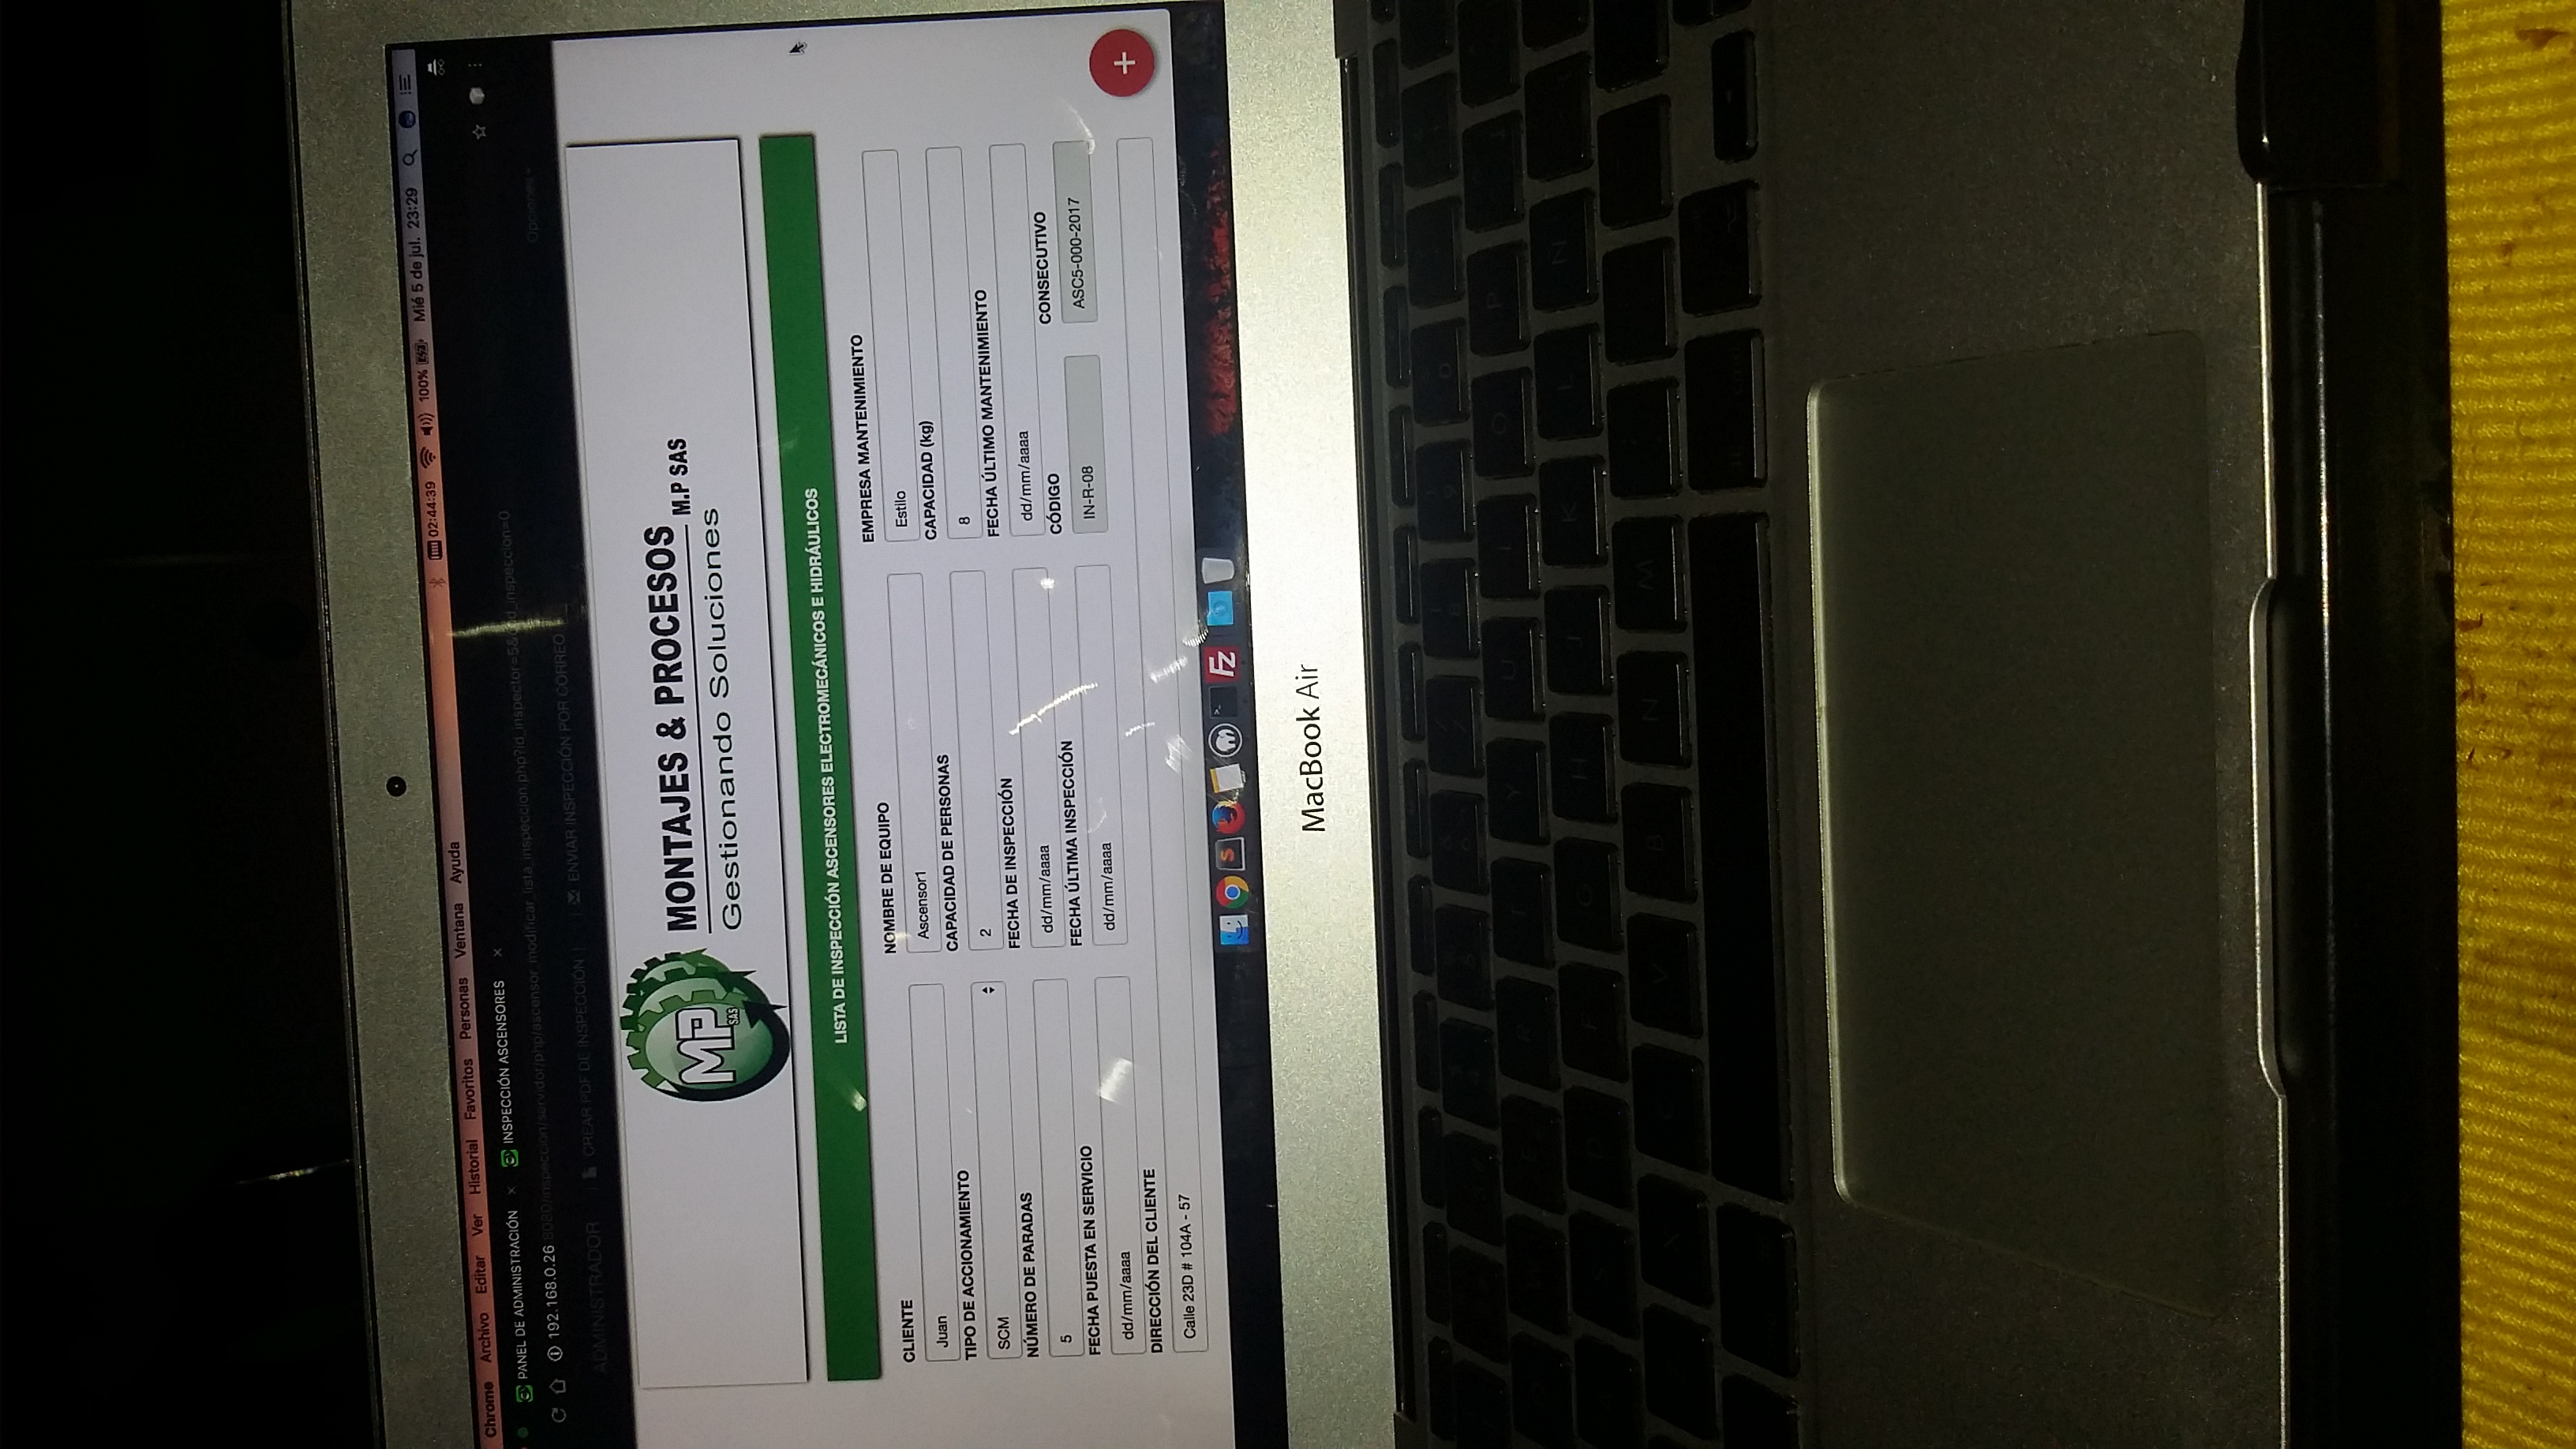 Chrome Archivo Editar Ver Historial Favoritos Personas Ventana Ayuda 02:44:39 100% Mié 5 de jul. 23:29
PANEL DE ADMINISTRACIÓN × INSPECCIÓN ASCENSORES ×
192.168.0.26:8080/inspeccion/servidor/php/ascensor_modificar_lista_inspeccion.php?id_inspector=5&cod_inspeccion=0
ADMINISTRADOR CREAR PDF DE INSPECCIÓN ENVIAR INSPECCIÓN POR CORREO Opciones
MP
SAS
MONTAJES & PROCESOS M.P SAS
Gestionando Soluciones
LISTA DE INSPECCIÓN ASCENSORES ELECTROMECÁNICOS E HIDRÁULICOS
CLIENTE NOMBRE DE EQUIPO EMPRESA MANTENIMIENTO
Juan Ascensor1 Estilo
TIPO DE ACCIONAMIENTO CAPACIDAD DE PERSONAS CAPACIDAD (kg)
SCM 2 8
NÚMERO DE PARADAS FECHA DE INSPECCIÓN FECHA ÚLTIMO MANTENIMIENTO
5 dd/mm/aaaa dd/mm/aaaa
FECHA PUESTA EN SERVICIO FECHA ÚLTIMA INSPECCIÓN CÓDIGO CONSECUTIVO
dd/mm/aaaa dd/mm/aaaa IN-R-08 ASC5-000-2017
DIRECCIÓN DEL CLIENTE
Calle 23D # 104A - 57
+
S FZ
MacBook Air
R T Y U I O P
S D F G H J K L Ñ
X C V B N M